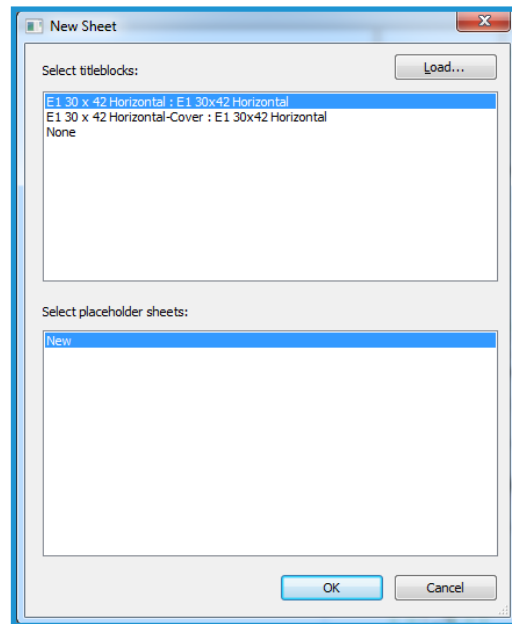 New Sheet
Select titleblocks:
Load...
E1 30 x 42 Horizontal : E1 30x42 Horizontal
E1 30 x 42 Horizontal-Cover : E1 30x42 Horizontal
None
Select placeholder sheets:
New
OK
Cancel